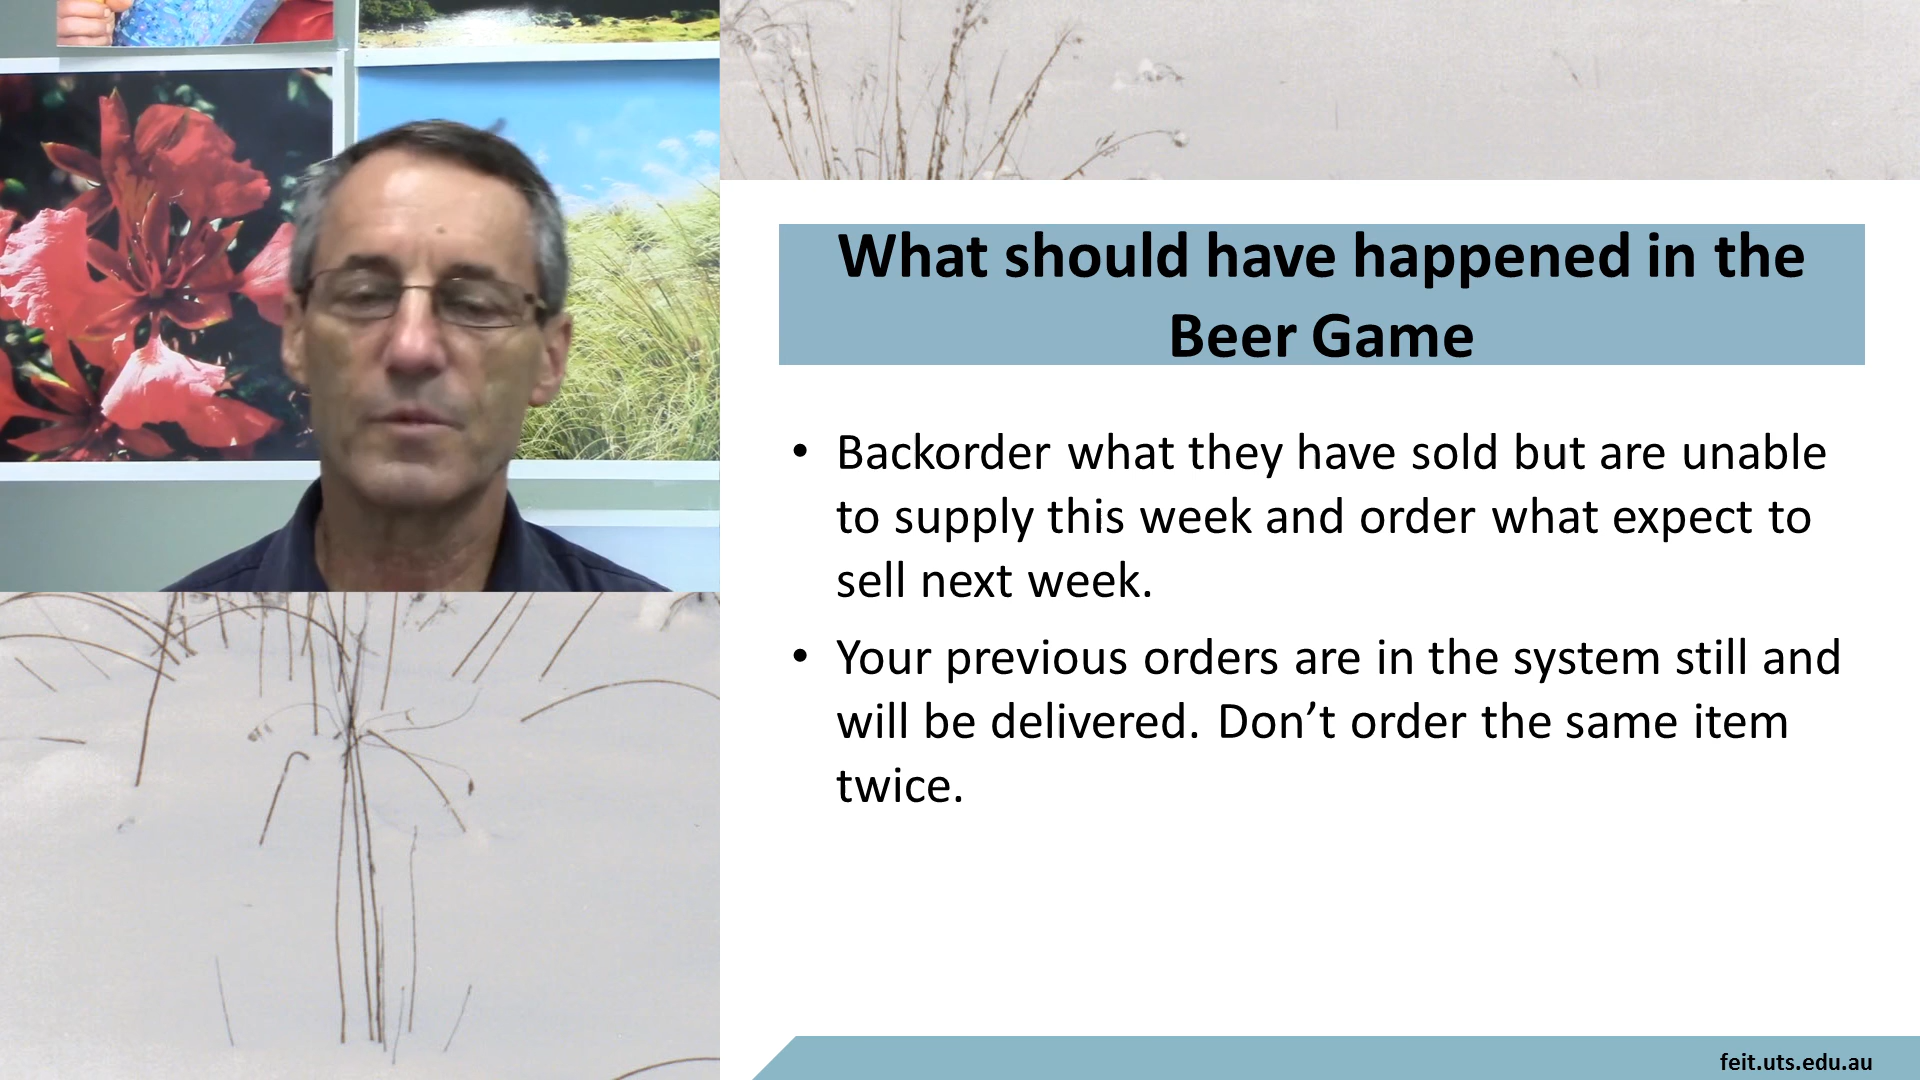 What should have happened in the
Beer Game
• Backorder what they have sold but are unable
to supply this week and order what expect to
sell next week.
• Your previous orders are in the system still and
will be delivered. Don’t order the same item
twice.
feit.uts.edu.au